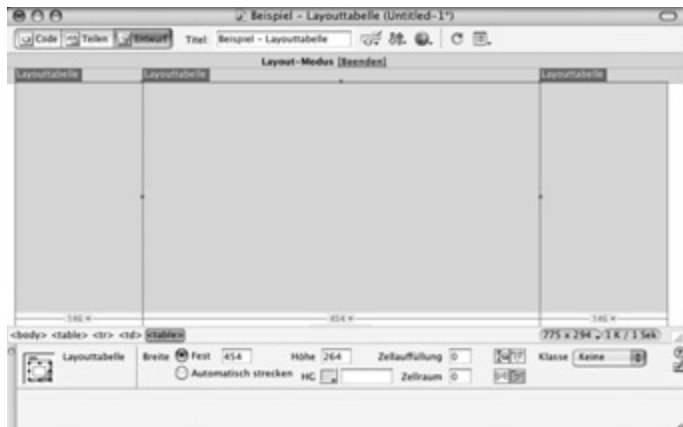 Beispiel – Layouttabelle (Untitled-1*)
Code Teilen Entwurf Titel: Beispiel – Layouttabelle
Layout-Modus [Beenden]
Layouttabelle Layouttabelle Layouttabelle
454
<body> <table> <tr> <td> <table> 775 x 294 1 K / 1 Sek
Layouttabelle Breite Fest 454 Höhe 264 Zellauffüllung 0 Klasse Keine
Automatisch strecken HG Zellraum 0